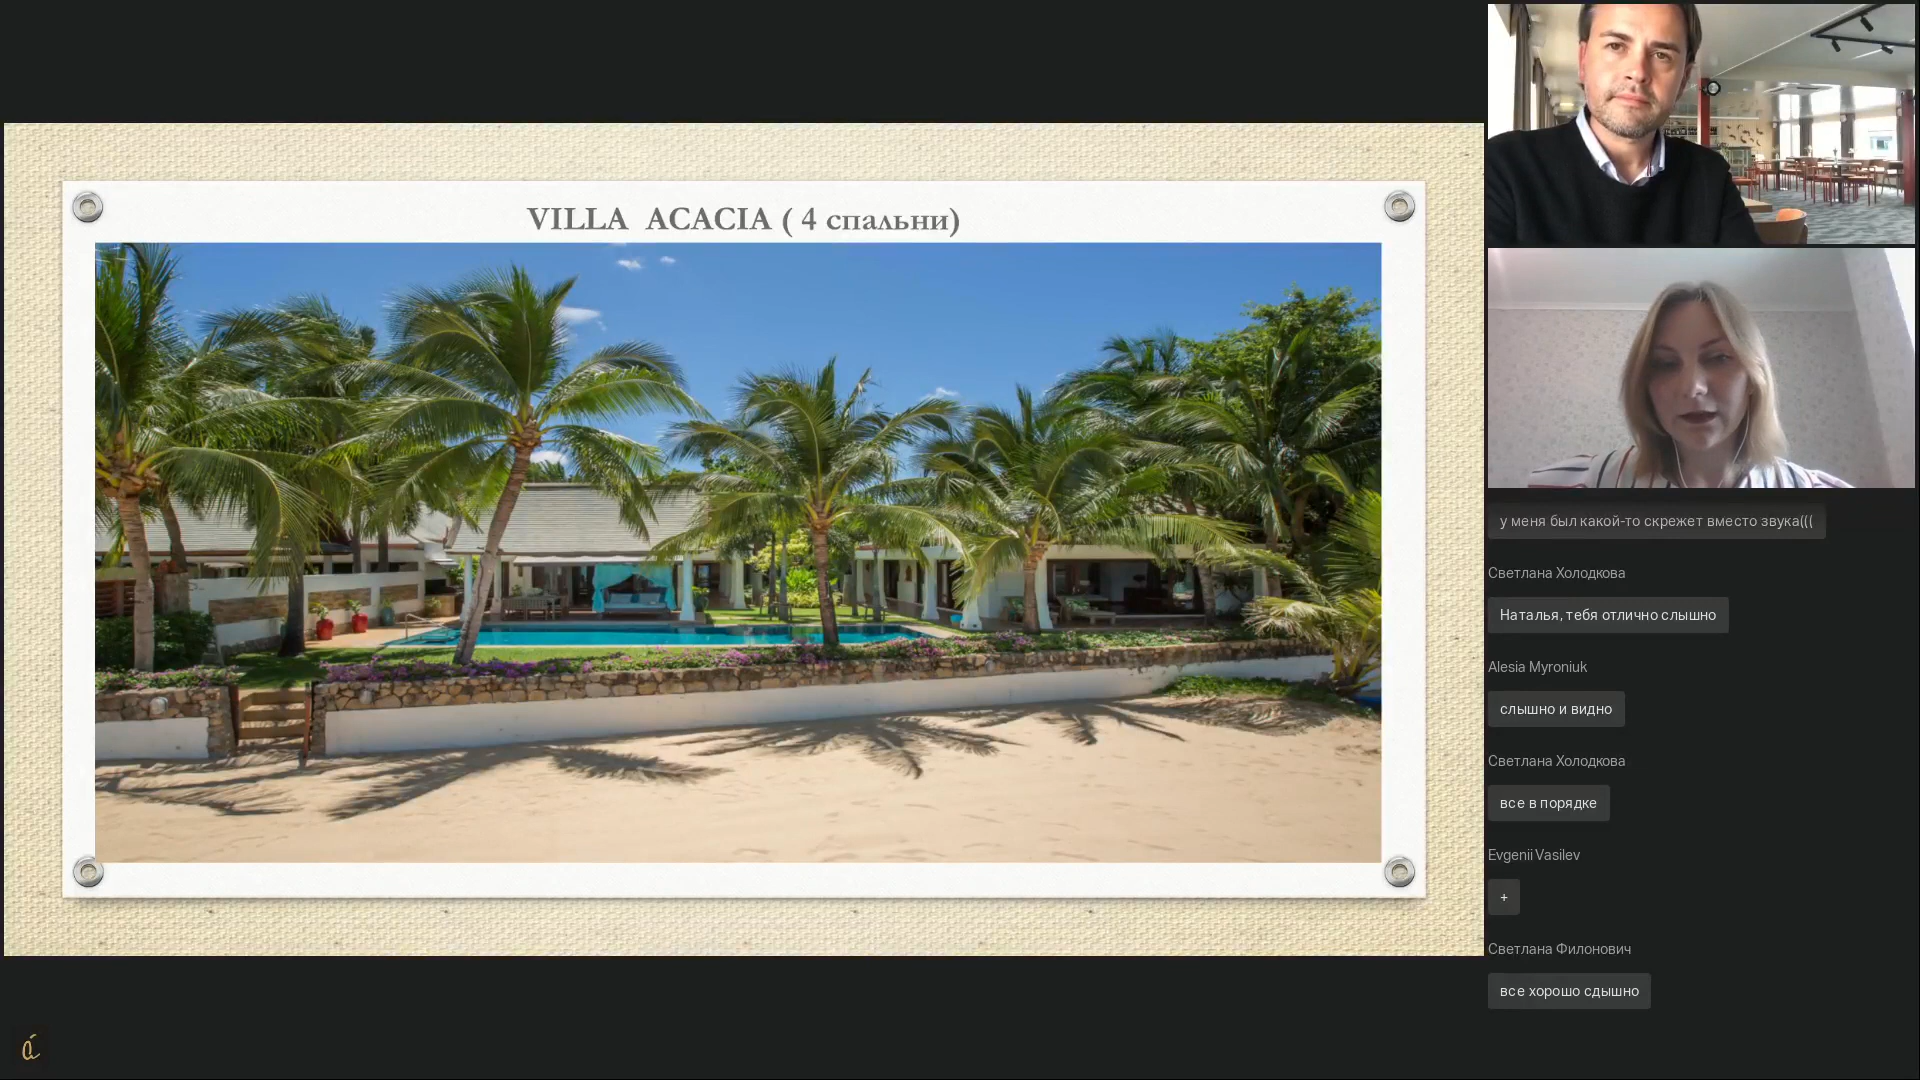 VILLA ACACIA ( 4 спальни)
у меня был какой-то скрежет вместо звука(((
Светлана Холодкова
Наталья, тебя отлично слышно
Alesia Myroniuk
слышно и видно
Светлана Холодкова
все в порядке
Evgenii Vasilev
+
Светлана Филонович
все хорошо сдышно
á